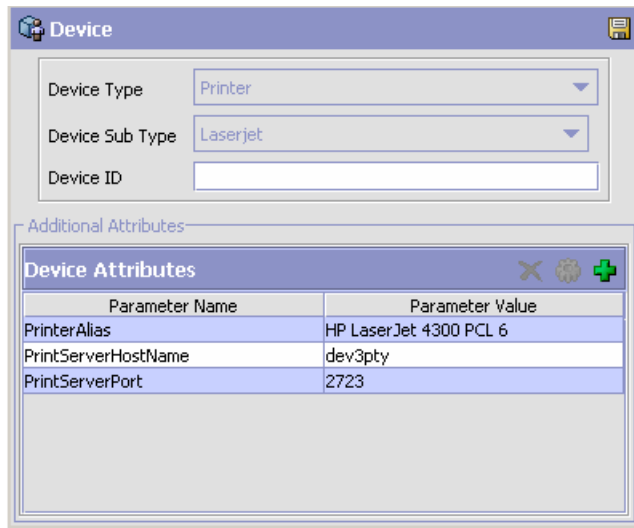 Device
Device Type Printer
Device Sub Type Laserjet
Device ID
Additional Attributes
Device Attributes
Parameter Name Parameter Value
PrinterAlias HP LaserJet 4300 PCL 6
PrintServerHostName dev3pty
PrintServerPort 2723